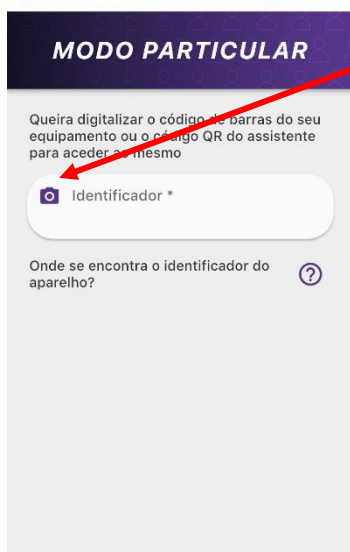 MODO PARTICULAR
Queira digitalizar o código de barras do seu
equipamento ou o código QR do assistente
para aceder ao mesmo
Identificador *
Onde se encontra o identificador do
aparelho?
?